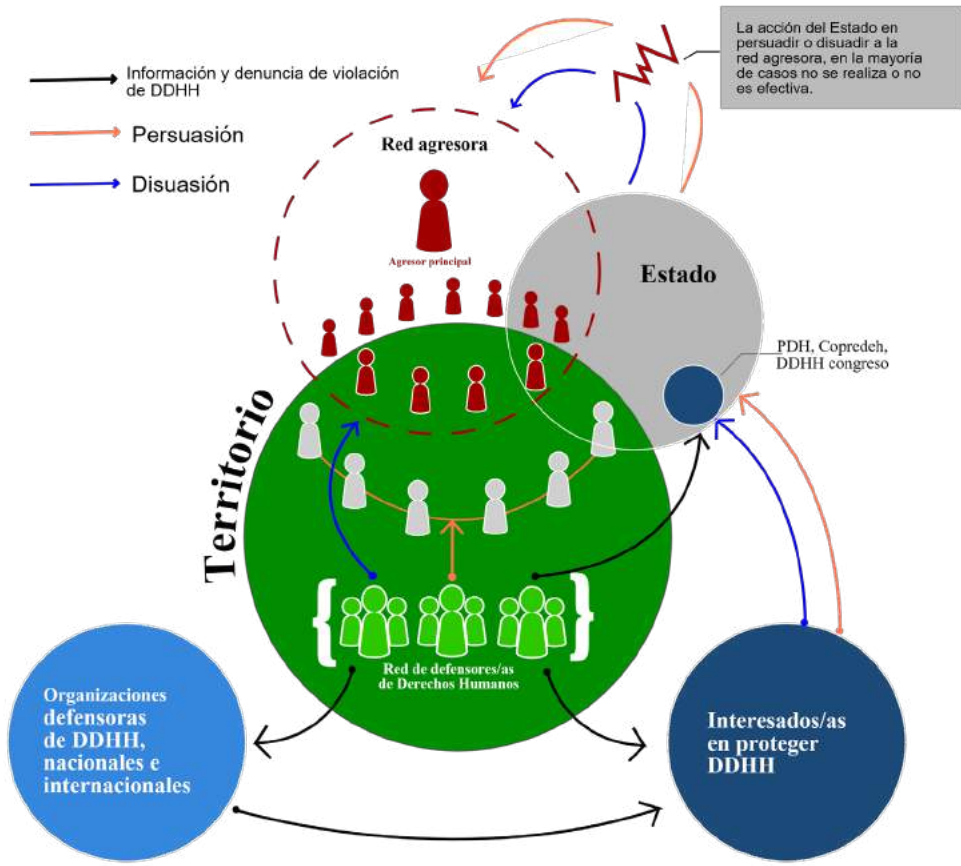 Información y denuncia de violación
de DDHH
Persuasión
Disuasión
La acción del Estado en
persuadir o disuadir a la
red agresora, en la mayoría
de casos no se realiza o no
es efectiva.
Red agresora
Agresor principal
Estado
PDH, Copredeh,
DDHH congreso
Territorio
Red de defensores/as
de Derechos Humanos
Organizaciones
defensoras
de DDHH,
nacionales e
internacionales
Interesados/as
en proteger
DDHH